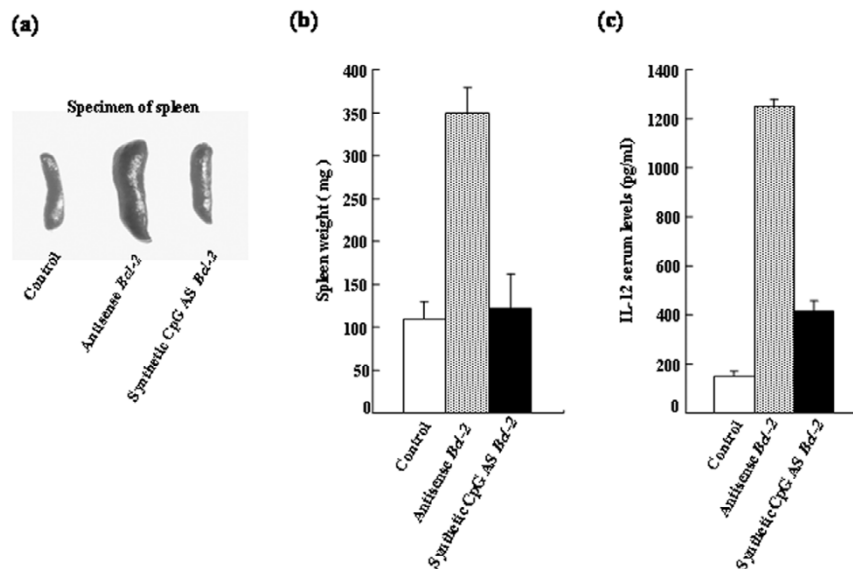 (a)
Specimen of spleen
Control
Antisense Bcl-2
Synthetic CpG AS Bcl-2
(b)
Spleen weight ( mg )
400
350
300
250
200
150
100
50
0
Control
Antisense Bcl-2
Synthetic CpG AS Bcl-2
(c)
IL-12 serum levels (pg/ml)
1400
1200
1000
800
600
400
200
0
Control
Antisense Bcl-2
Synthetic CpG AS Bcl-2